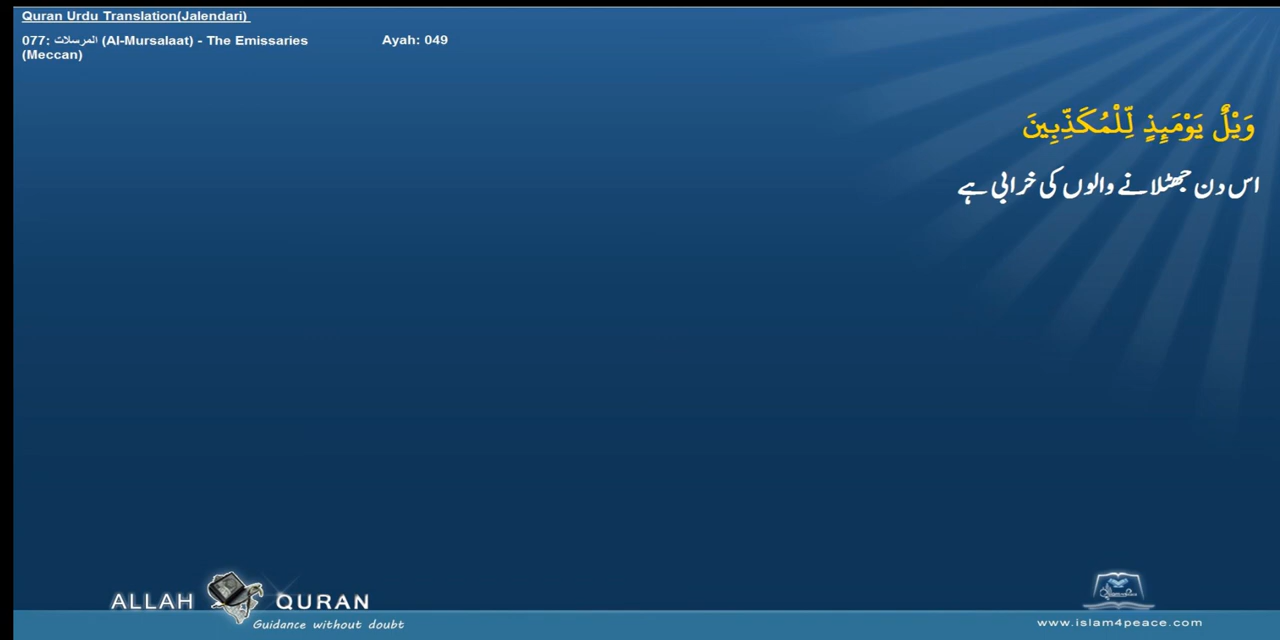 Quran Urdu Translation(Jalendari)
077: المرسلات (Al-Mursalaat) - The Emissaries
(Meccan)
Ayah: 049
وَيْلٌ يَوْمَئِذٍ لِّلْمُكَذِّبِينَ
اس دن جھٹلانے والوں کی خرابی ہے
ALLAH QURAN
Guidance without doubt
www.islam4peace.com